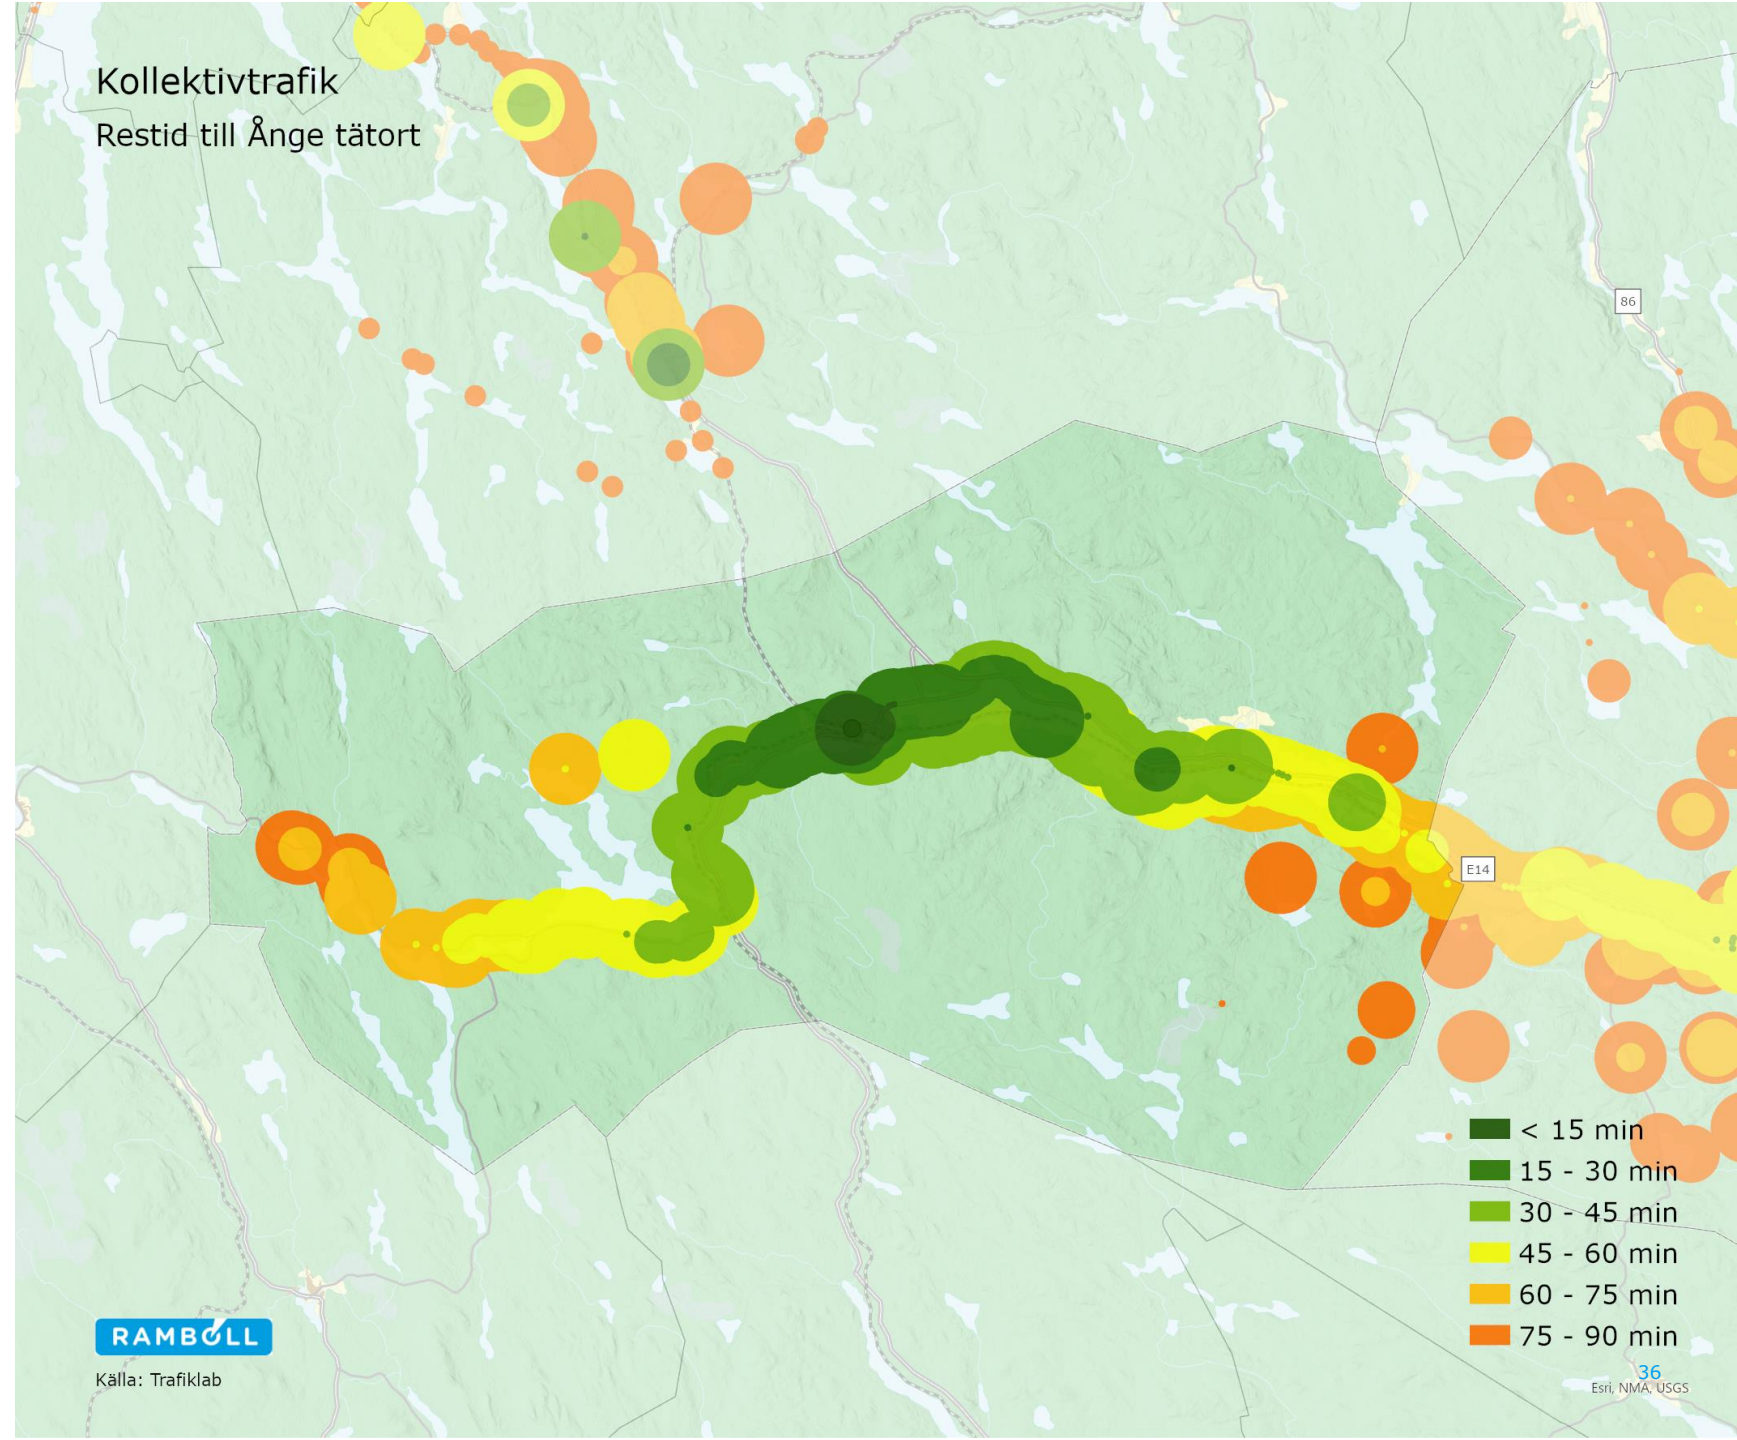 Kollektivtrafik
Restid till Ånge tätort
86
E14
< 15 min
15 - 30 min
30 - 45 min
45 - 60 min
60 - 75 min
75 - 90 min
RAMBOLL
Källa: Trafiklab
36
Esri, NMA, USGS